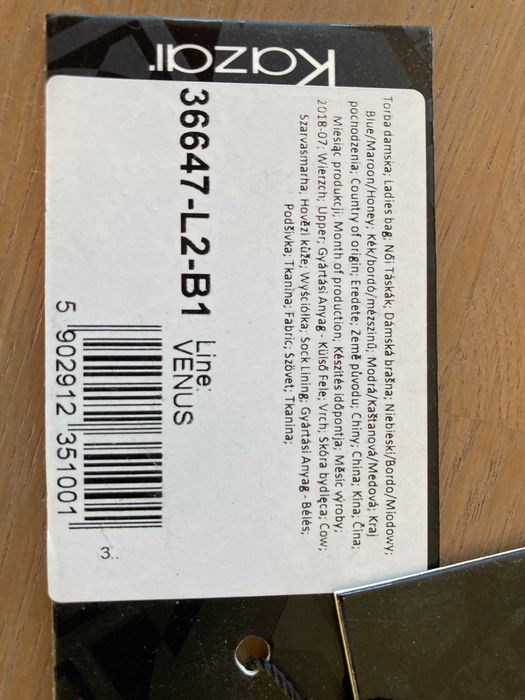 Kazar
Torba damska; Ladies bag; Női Táskák; Dámská brašna; Niebieski/Bordo/Miodowy;
Blue/Maroon/Honey; Kék/bordó/mézszínű; Modrá/Kaštanová/Medová; Kraj
pochodzenia; Country of origin; Eredete; Země původu; Chiny; China; Kína; Čína;
Miesiąc produkcji; Month of production; Készítés időpontja; Měsíc výroby;
2018-07; Wierzch; Upper; Gyártási Anyag - Külső Fele; Vrch; Skóra bydlęca; Cow;
Szarvasmarha, Hovězí kůže; Wyściółka; Sock Lining; Gyártási Anyag - Bélés;
Podšívka; Tkanina; Fabric; Szövet; Tkanina;
36647-L2-B1
Line:
VENUS
5 902912 351001
3..